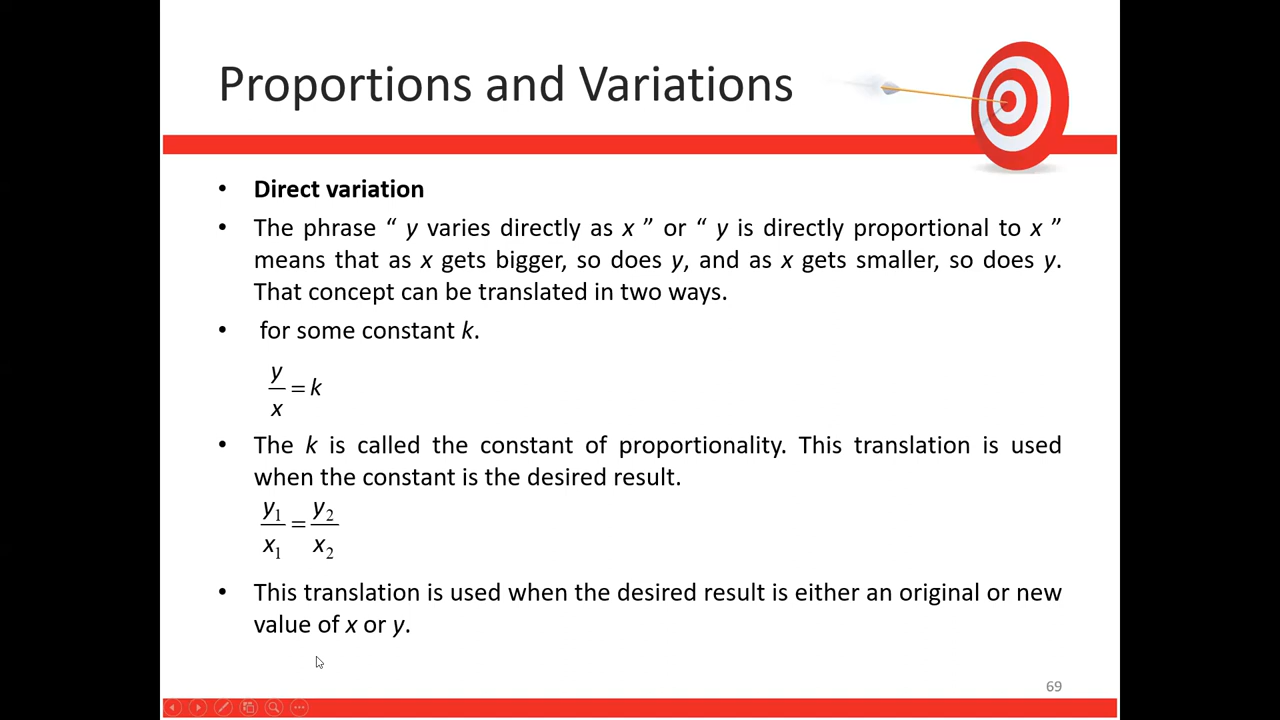 Proportions and Variations
• Direct variation
• The phrase “ y varies directly as x ” or “ y is directly proportional to x ”
means that as x gets bigger, so does y, and as x gets smaller, so does y.
That concept can be translated in two ways.
• for some constant k.
y/x = k
• The k is called the constant of proportionality. This translation is used
when the constant is the desired result.
y₁/x₁ = y₂/x₂
• This translation is used when the desired result is either an original or new
value of x or y.
69